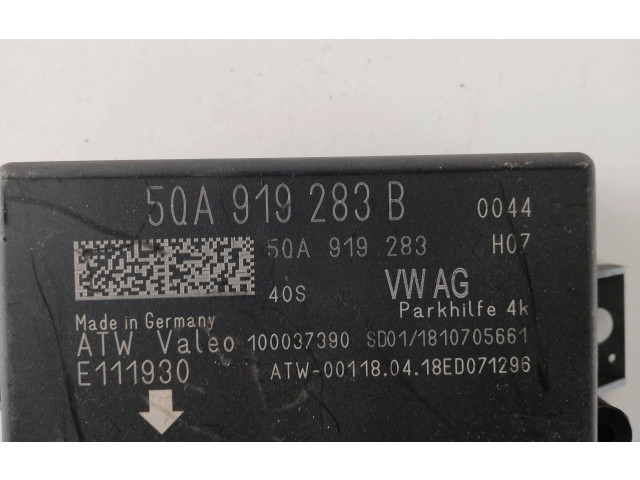 5QA 919 283 B 0044
5QA 919 283 H07
40S VW AG
Parkhilfe 4k
Made in Germany
ATW Valeo 100037390 SD01/1810705661
E111930 ATW-00118.04.18ED071296